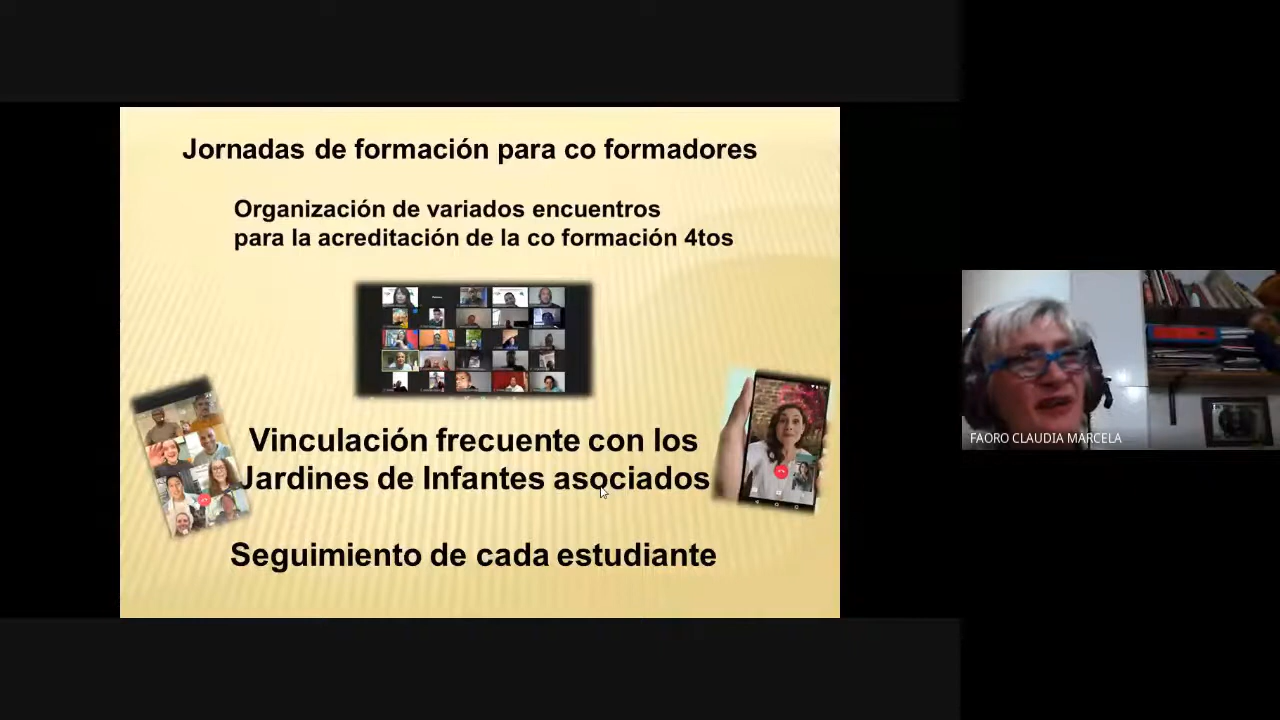 Jornadas de formación para co formadores
Organización de variados encuentros
para la acreditación de la co formación 4tos
Vinculación frecuente con los
Jardines de Infantes asociados
Seguimiento de cada estudiante
FAORO CLAUDIA MARCELA